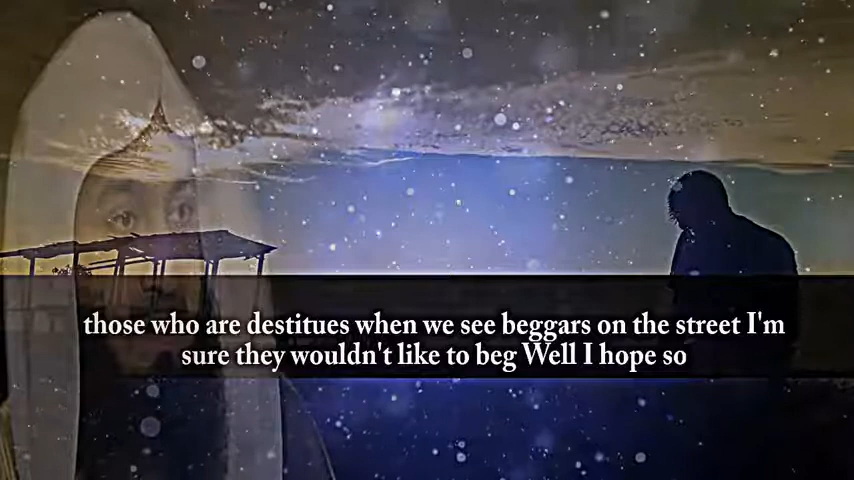 those who are destitues when we see beggars on the street I'm
sure they wouldn't like to beg Well I hope so